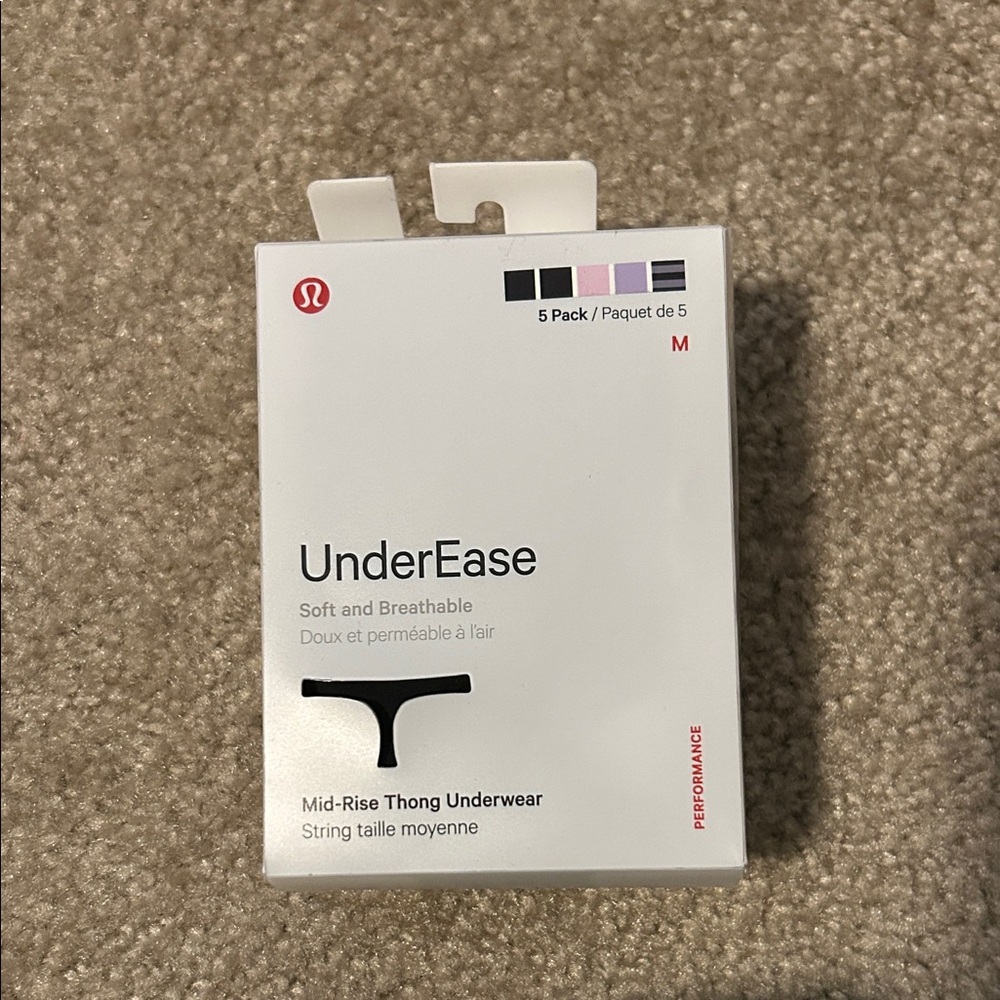 5 Pack / Paquet de 5
M
UnderEase
Soft and Breathable
Doux et perméable à l'air
Mid-Rise Thong Underwear
String taille moyenne
PERFORMANCE